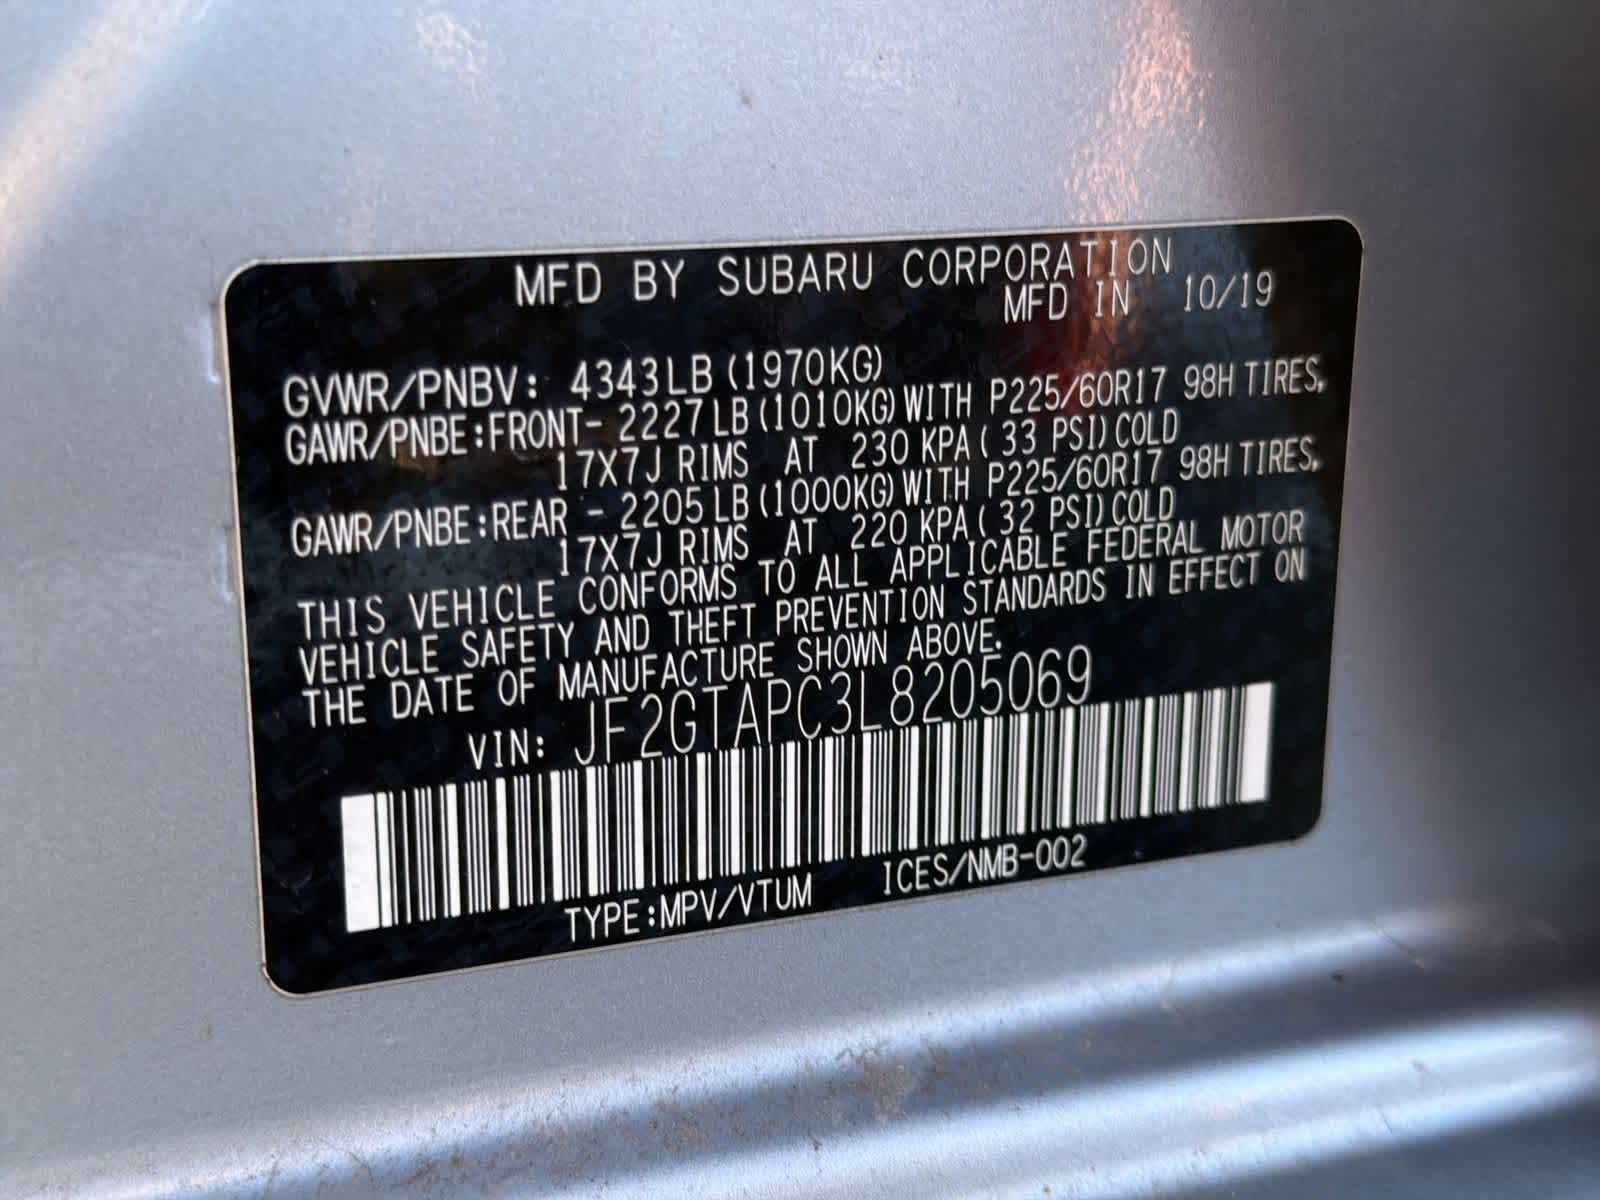 MFD BY SUBARU CORPORATION
MFD IN 10/19
GVWR/PNBV: 4343LB (1970KG)
GAWR/PNBE:FRONT- 2227LB(1010KG)WITH P225/60R17 98H TIRES,
17X7J RIMS AT 230 KPA( 33 PSI)COLD
GAWR/PNBE:REAR - 2205LB(1000KG)WITH P225/60R17 98H TIRES,
17X7J RIMS AT 220 KPA( 32 PSI)COLD
THIS VEHICLE CONFORMS TO ALL APPLICABLE FEDERAL MOTOR
VEHICLE SAFETY AND THEFT PREVENTION STANDARDS IN EFFECT ON
THE DATE OF MANUFACTURE SHOWN ABOVE.
VIN: JF2GTAPC3L8205069
TYPE:MPV/VTUM ICES/NMB-002